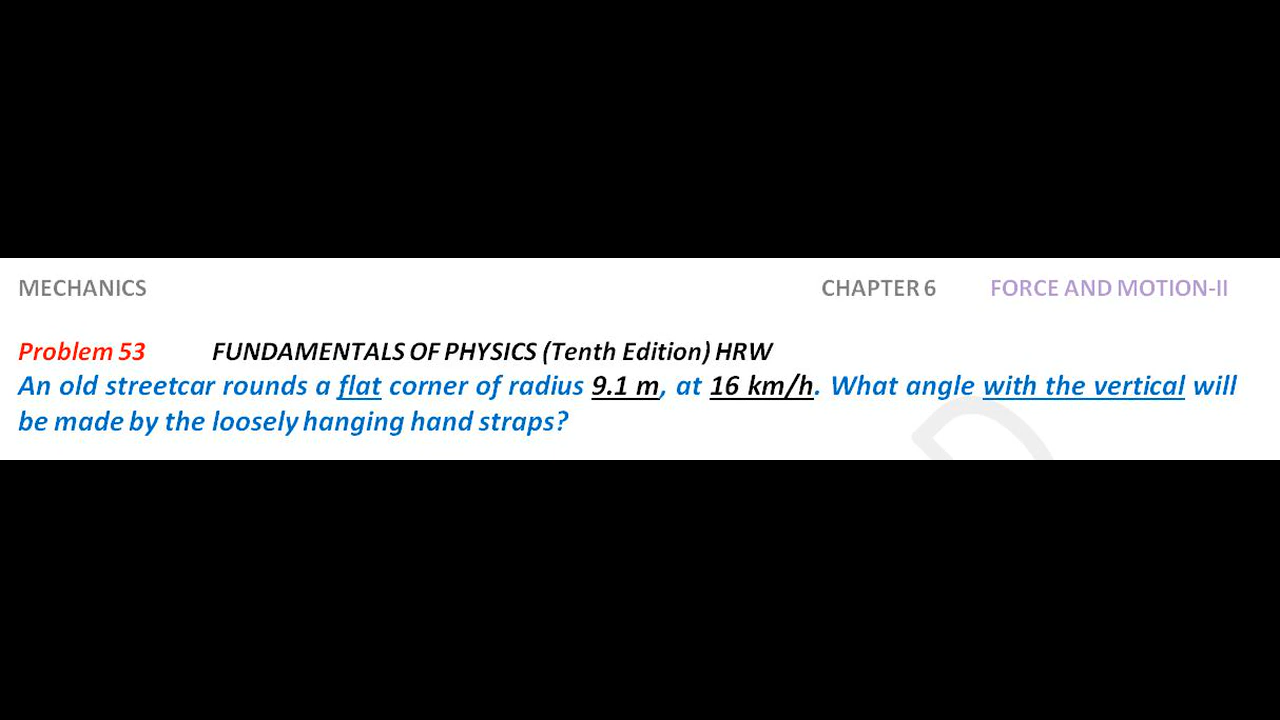 MECHANICS CHAPTER 6 FORCE AND MOTION-II
Problem 53 FUNDAMENTALS OF PHYSICS (Tenth Edition) HRW
An old streetcar rounds a flat corner of radius 9.1 m, at 16 km/h. What angle with the vertical will
be made by the loosely hanging hand straps?